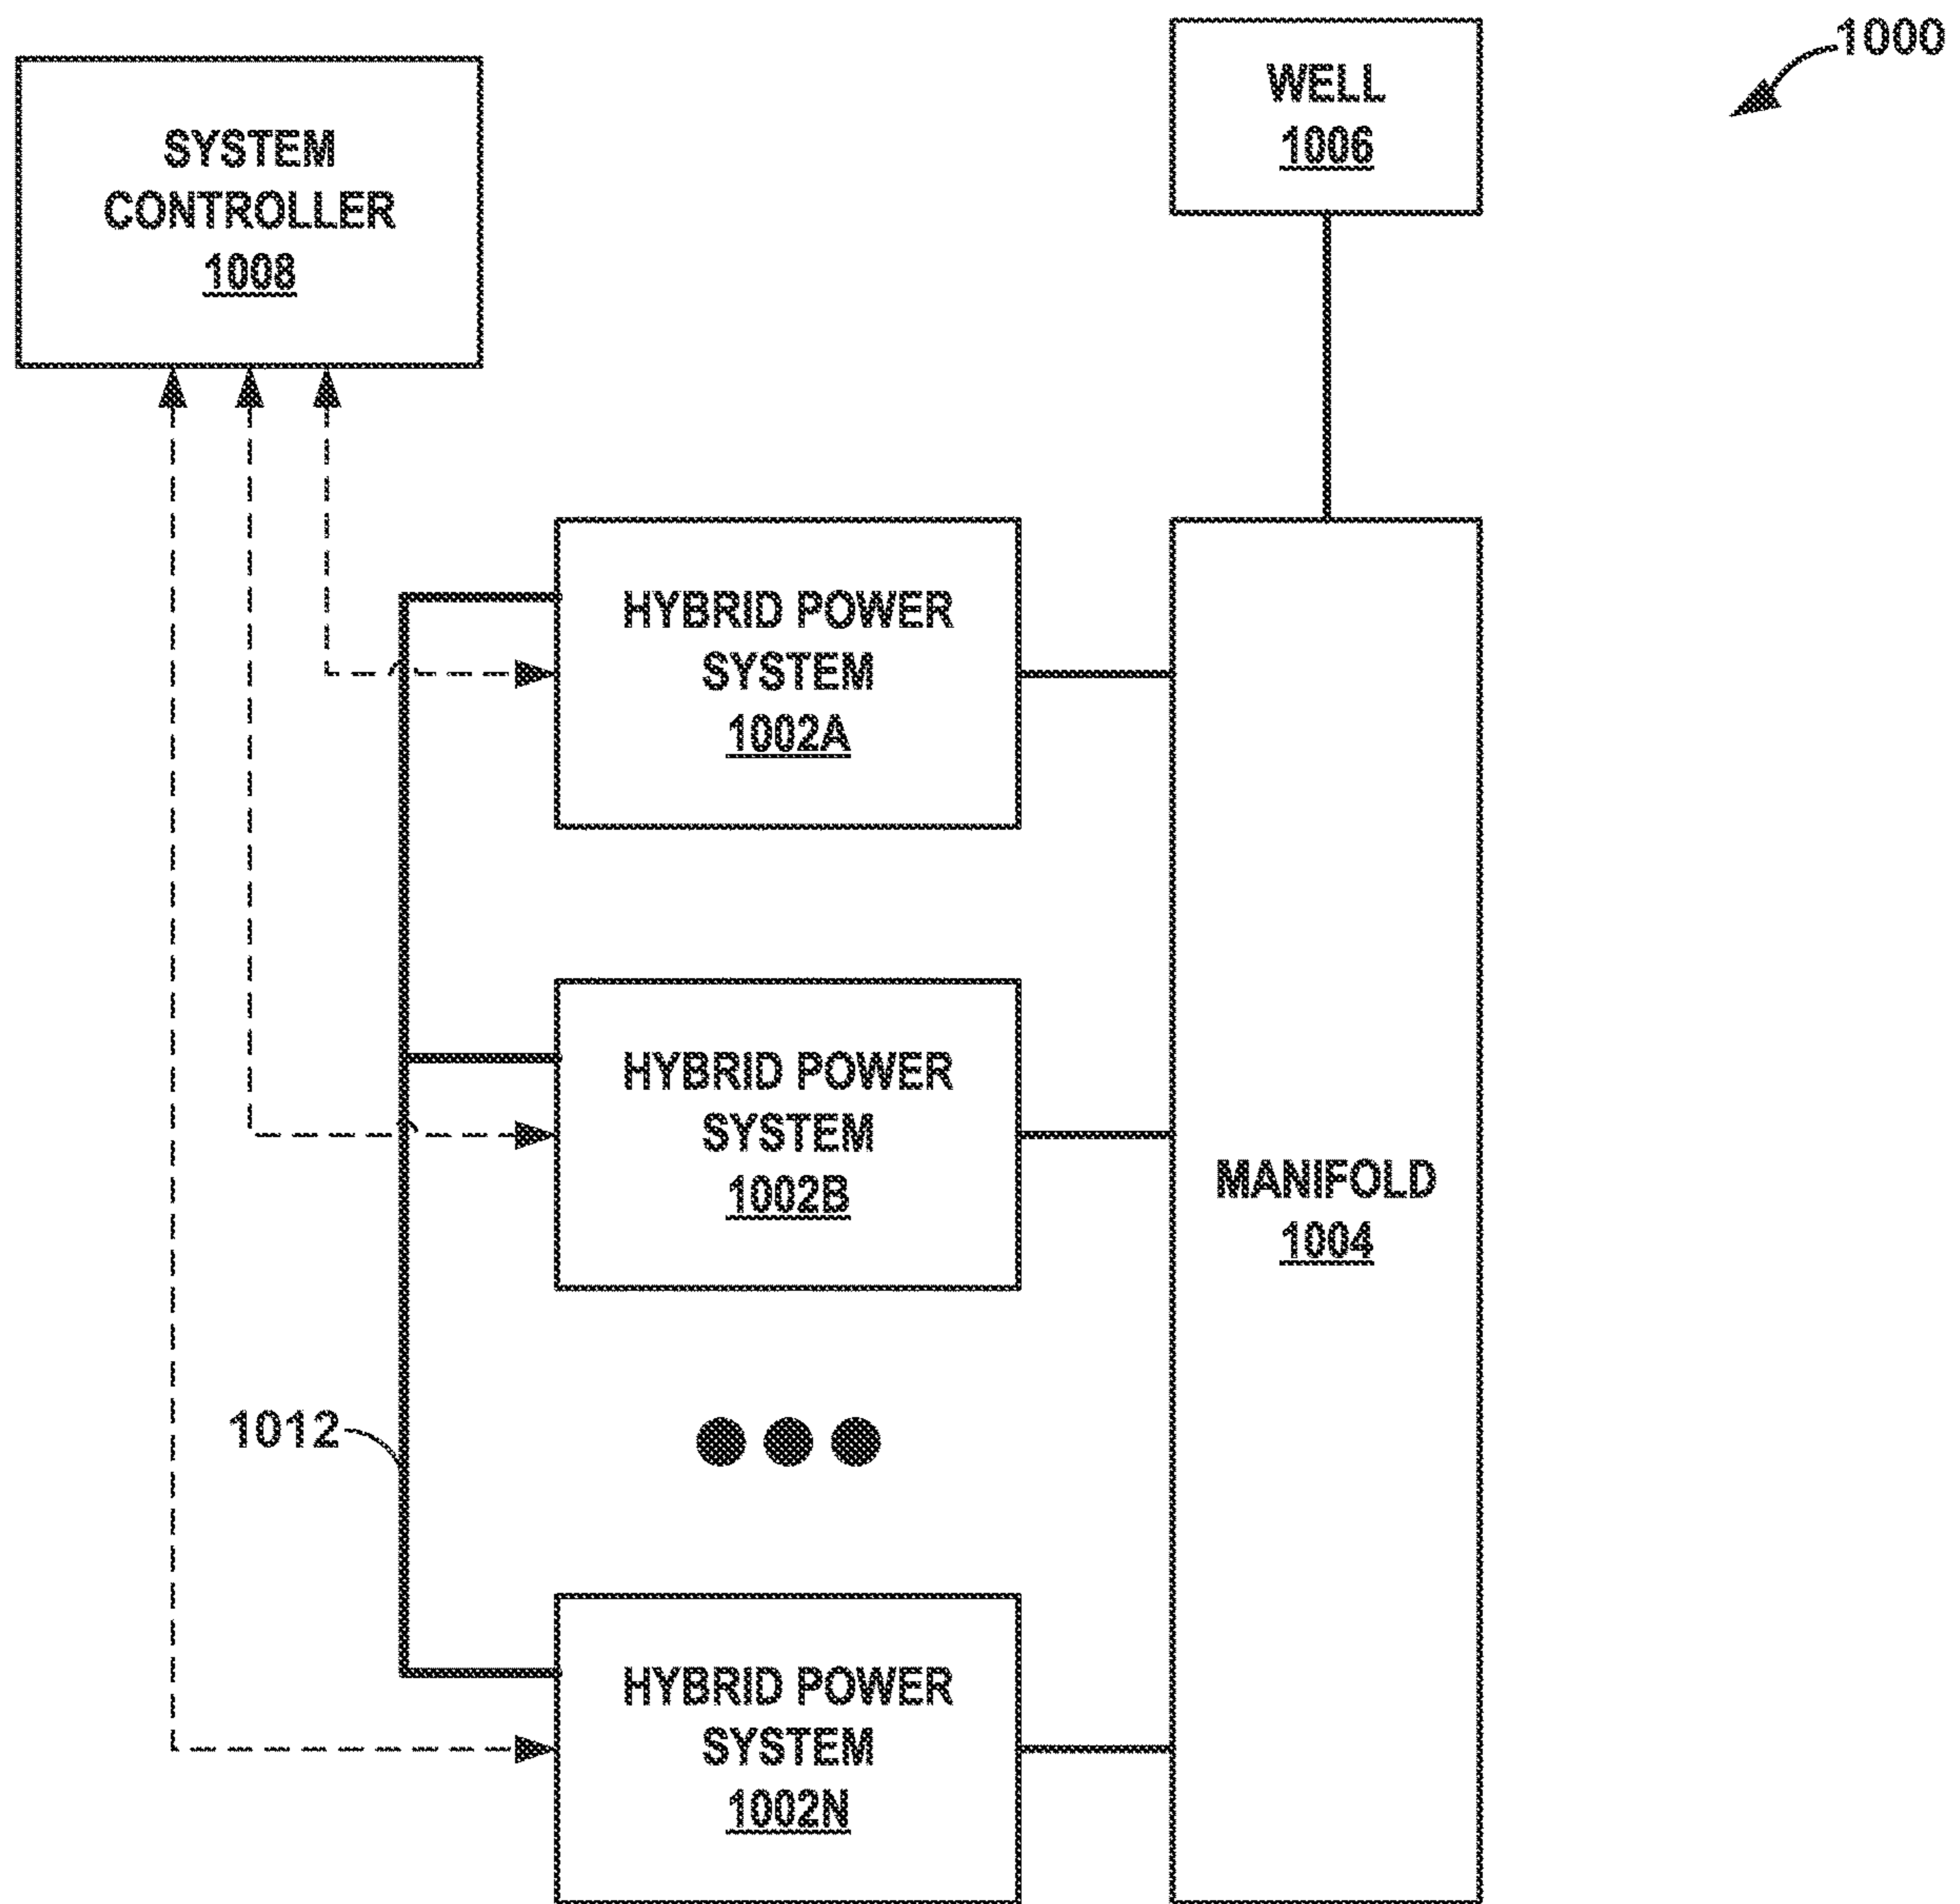 1000
WELL
1006
SYSTEM
CONTROLLER
1008
HYBRID POWER
SYSTEM
1002A
HYBRID POWER
SYSTEM
1002B
MANIFOLD
1004
1012
HYBRID POWER
SYSTEM
1002N